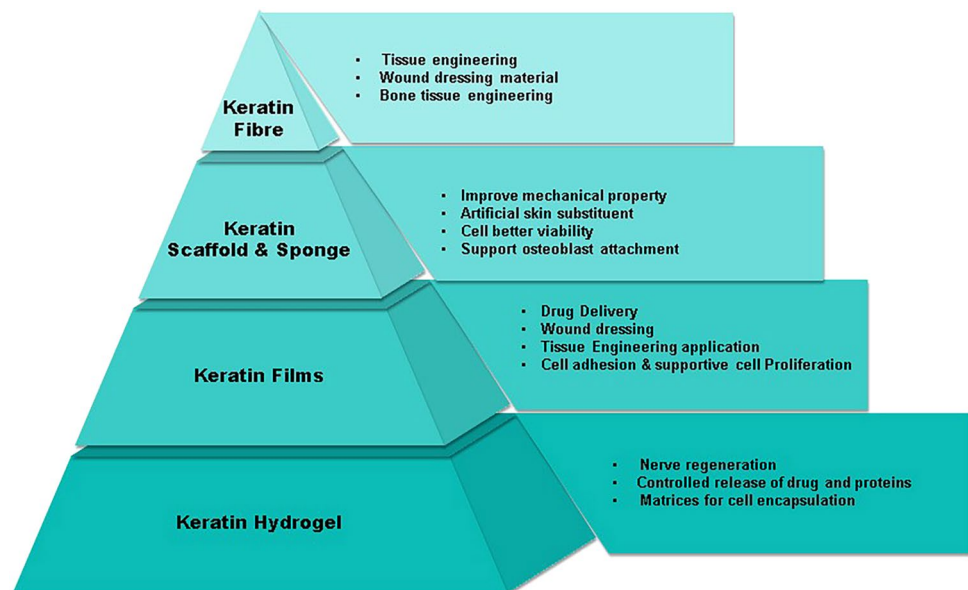 Keratin
Fibre
▪ Tissue engineering
▪ Wound dressing material
▪ Bone tissue engineering
Keratin
Scaffold & Sponge
▪ Improve mechanical property
▪ Artificial skin substituent
▪ Cell better viability
▪ Support osteoblast attachment
Keratin Films
▪ Drug Delivery
▪ Wound dressing
▪ Tissue Engineering application
▪ Cell adhesion & supportive cell Proliferation
Keratin Hydrogel
▪ Nerve regeneration
▪ Controlled release of drug and proteins
▪ Matrices for cell encapsulation